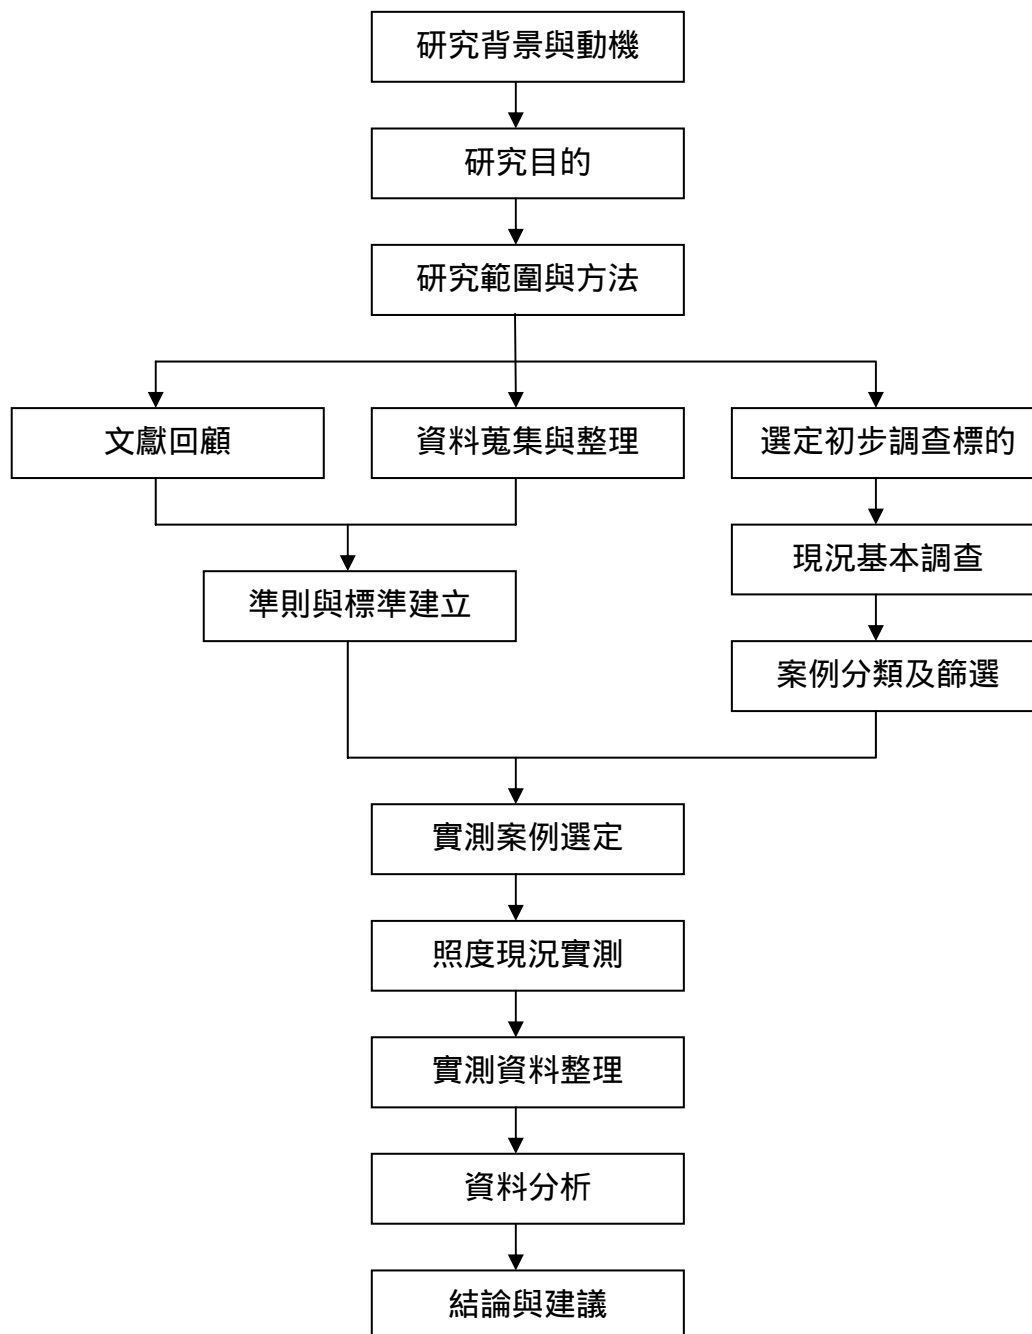 研究背景與動機
研究目的
研究範圍與方法
文獻回顧
資料蒐集與整理
選定初步調查標的
現況基本調查
準則與標準建立
案例分類及篩選
實測案例選定
照度現況實測
實測資料整理
資料分析
結論與建議